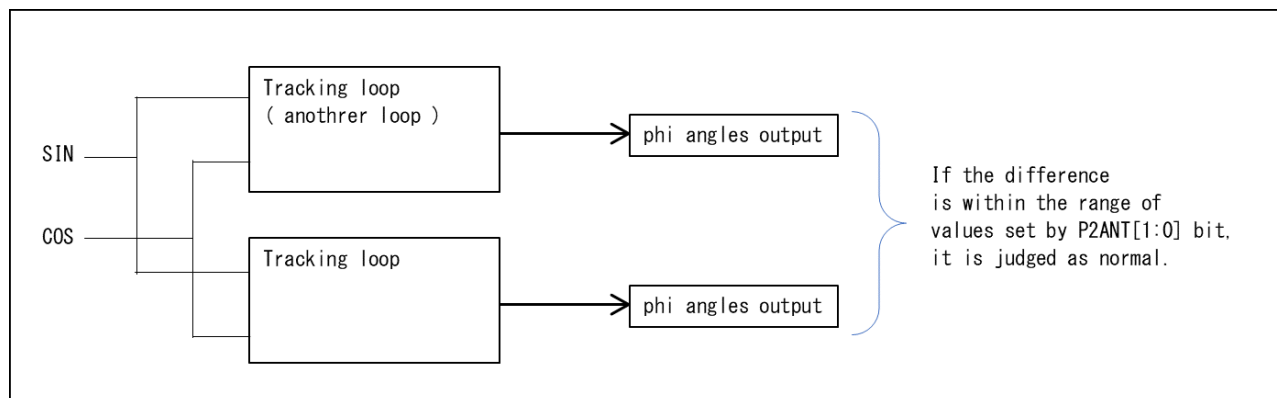 Tracking loop
( anothrer loop )
phi angles output
SIN
If the difference
is within the range of
values set by P2ANT[1:0] bit,
it is judged as normal.
COS
Tracking loop
phi angles output